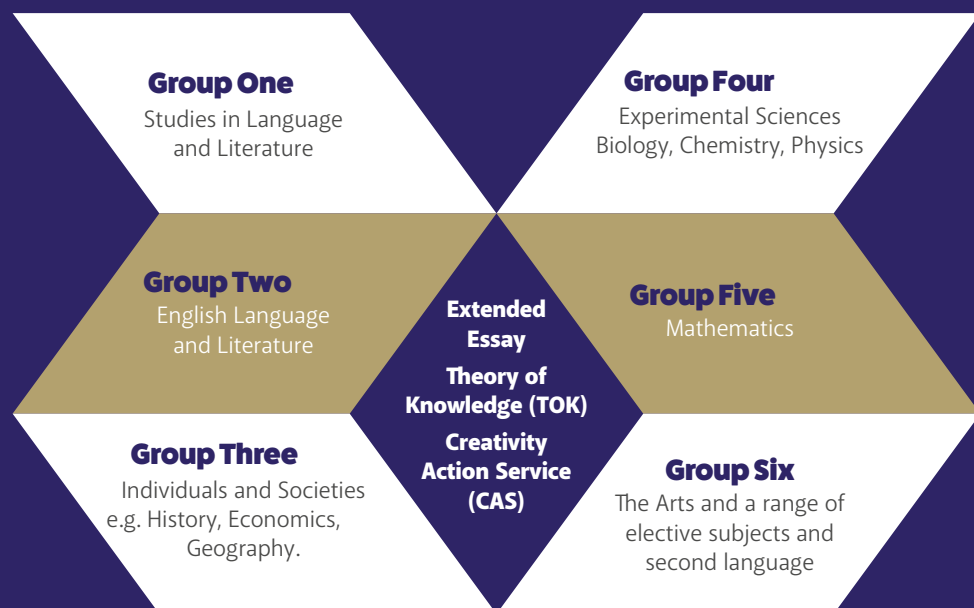 Group One
Studies in Language
and Literature
Group Two
English Language
and Literature
Group Three
Individuals and Societies
e.g. History, Economics,
Geography.
Extended
Essay
Theory of
Knowledge (TOK)
Creativity
Action Service
(CAS)
Group Four
Experimental Sciences
Biology, Chemistry, Physics
Group Five
Mathematics
Group Six
The Arts and a range of
elective subjects and
second language